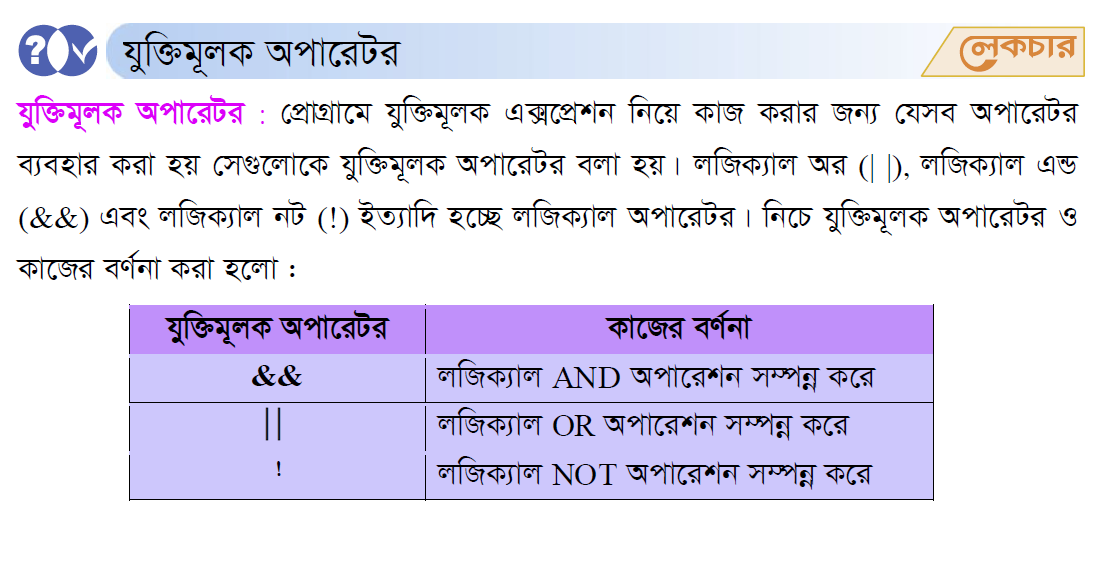 যুক্তিমূলক অপারেটর
লেকচার
যুক্তিমূলক অপারেটর : প্রোগ্রামে যুক্তিমূলক এক্সপ্রেশন নিয়ে কাজ করার জন্য যেসব অপারেটর
ব্যবহার করা হয় সেগুলোকে যুক্তিমূলক অপারেটর বলা হয়। লজিক্যাল অর (| |), লজিক্যাল এন্ড
(&&) এবং লজিক্যাল নট (!) ইত্যাদি হচ্ছে লজিক্যাল অপারেটর। নিচে যুক্তিমূলক অপারেটর ও
কাজের বর্ণনা করা হলো :
যুক্তিমূলক অপারেটর কাজের বর্ণনা
&& লজিক্যাল AND অপারেশন সম্পন্ন করে
|| লজিক্যাল OR অপারেশন সম্পন্ন করে
! লজিক্যাল NOT অপারেশন সম্পন্ন করে